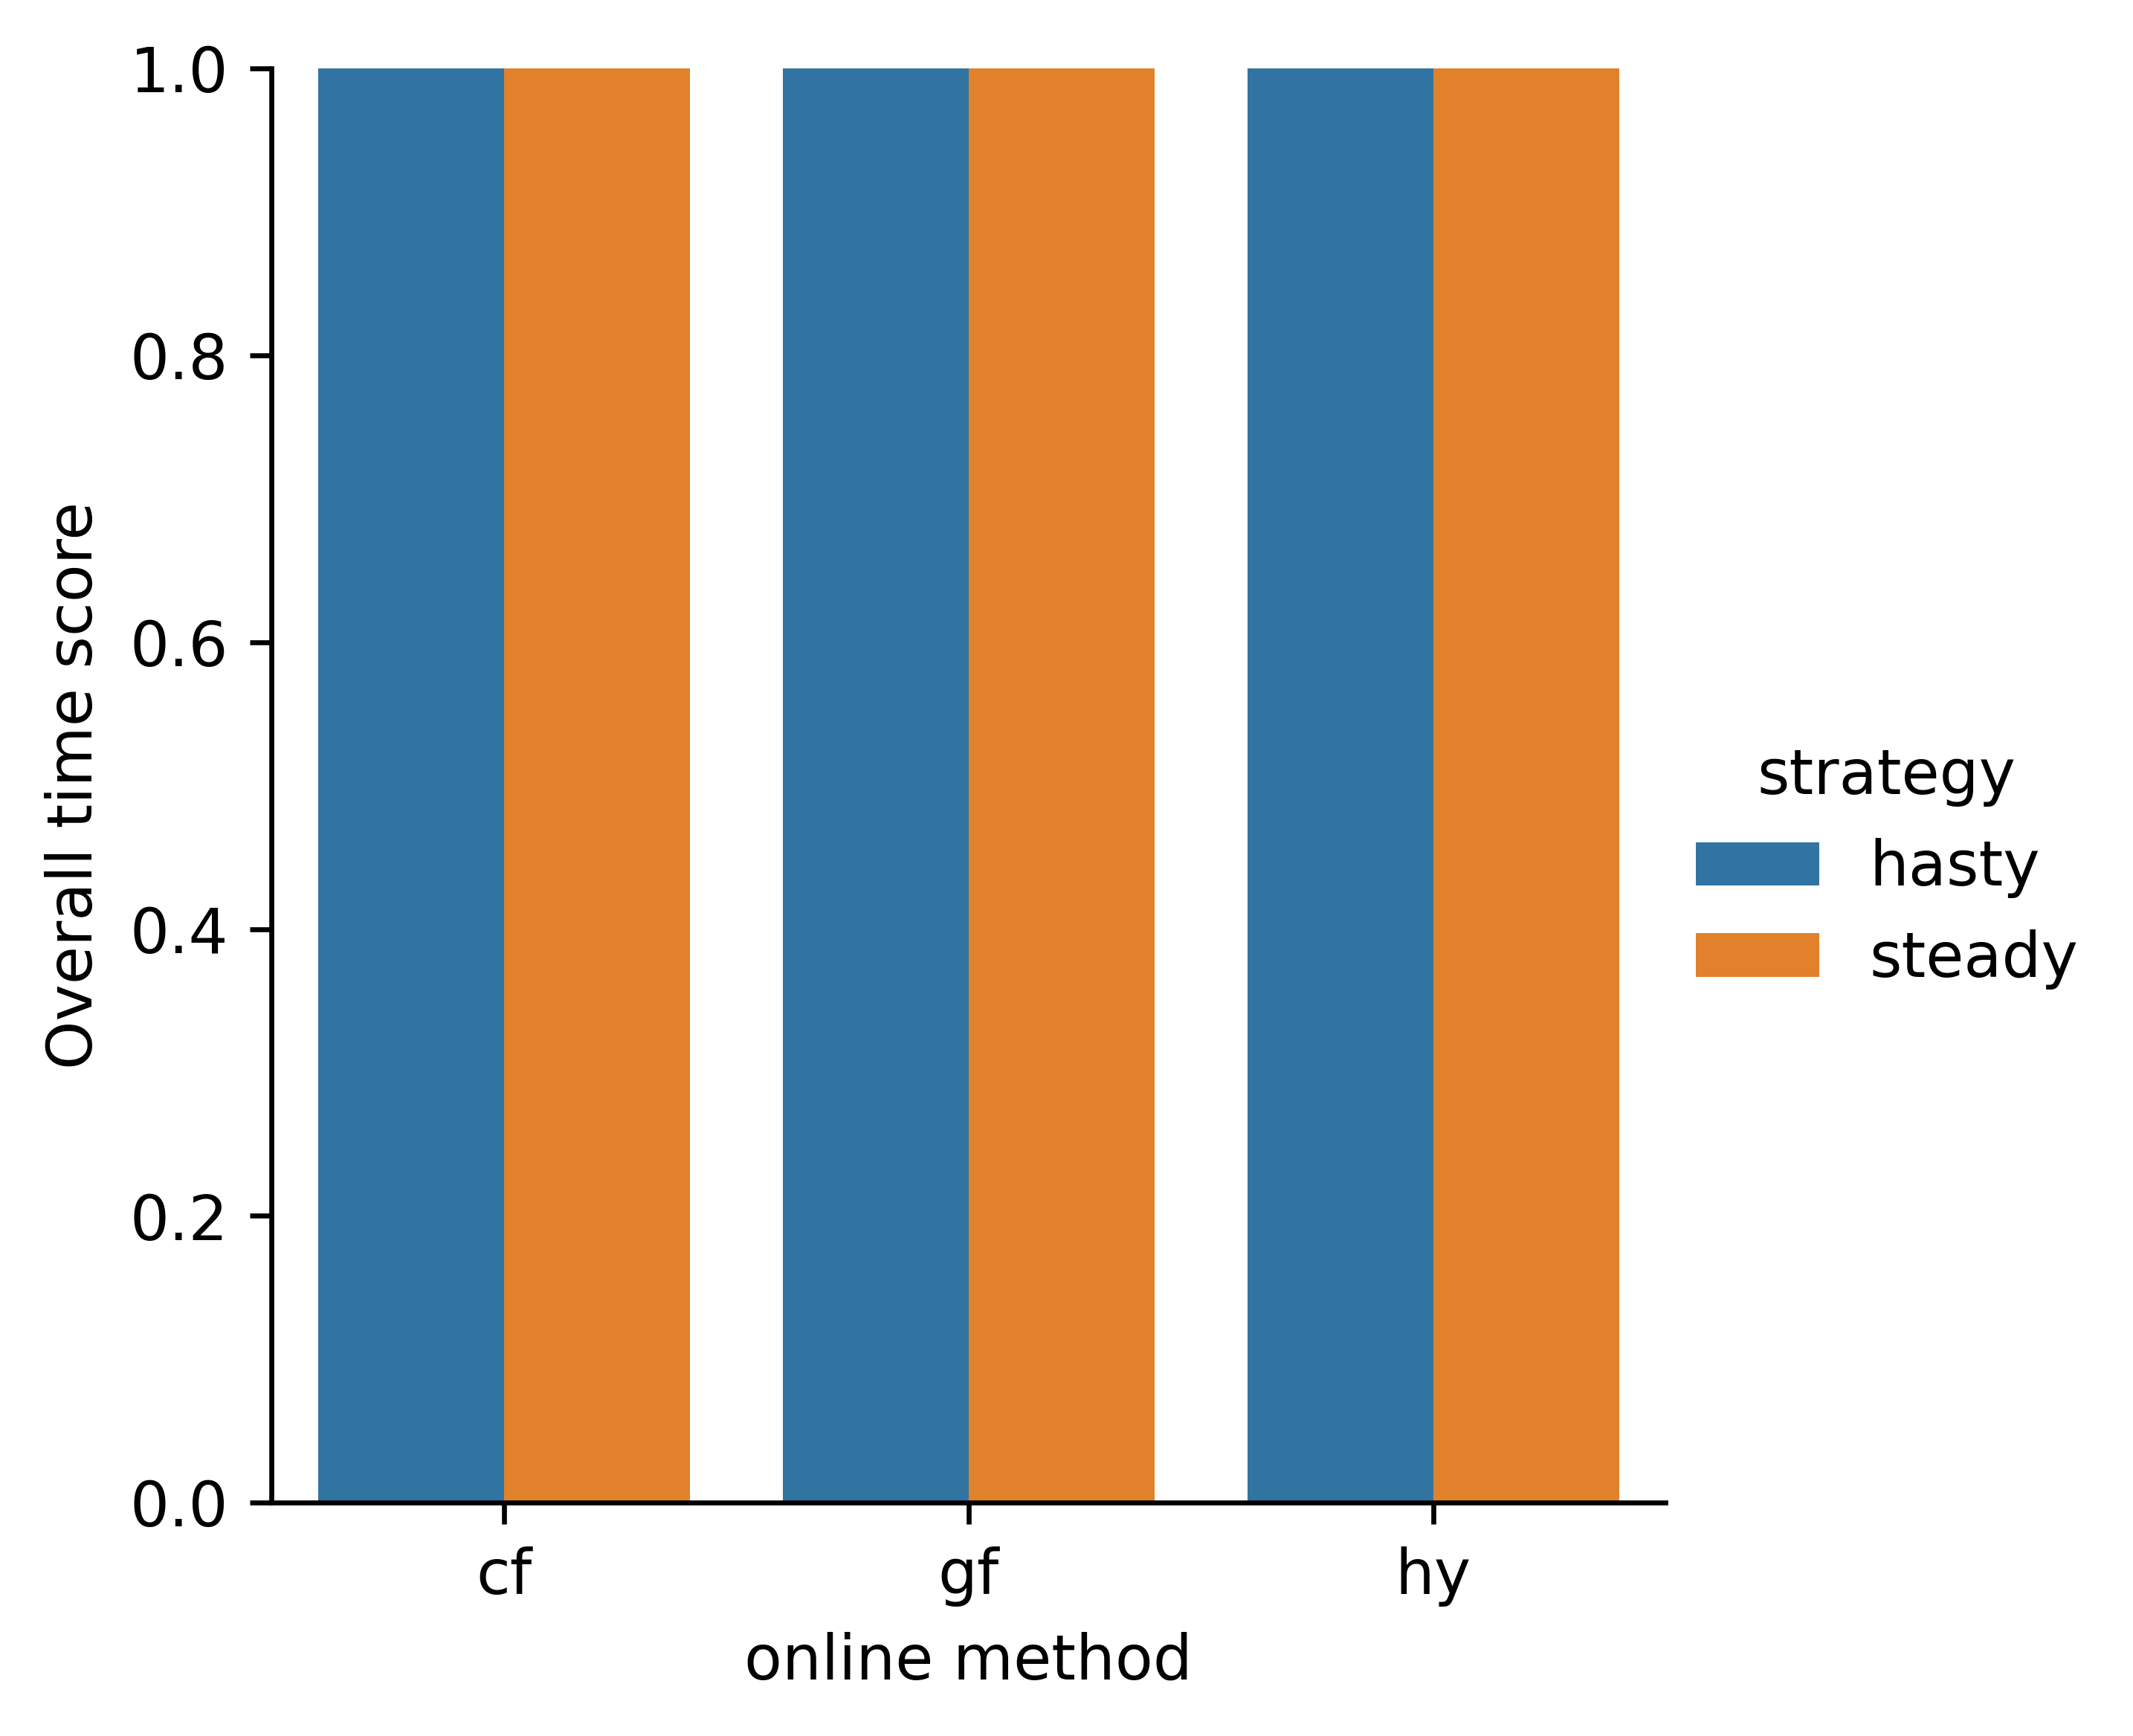 1.0
0.8
0.6
0.4
0.2
0.0
Overall time score
cf
gf
hy
online method
strategy
hasty
steady